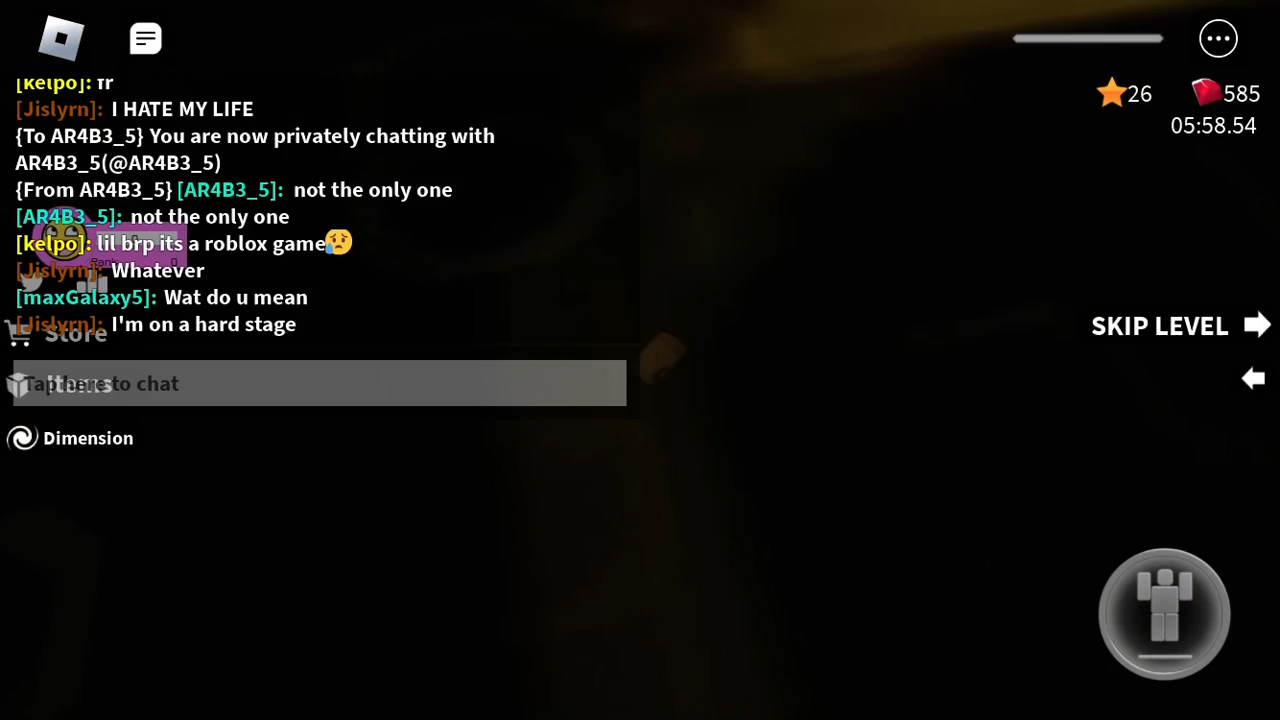 [kelpo]: fr
[Jislyrn]: I HATE MY LIFE
{To AR4B3_5} You are now privately chatting with
AR4B3_5(@AR4B3_5)
{From AR4B3_5} [AR4B3_5]: not the only one
[AR4B3_5]: not the only one
[kelpo]: lil brp its a roblox game😥
[Jislyrn]: Whatever
[maxGalaxy5]: Wat do u mean
[Jislyrn]: I'm on a hard stage
Rank 0
Store
Tap here to chat
Items
Dimension
26
585
05:58.54
SKIP LEVEL